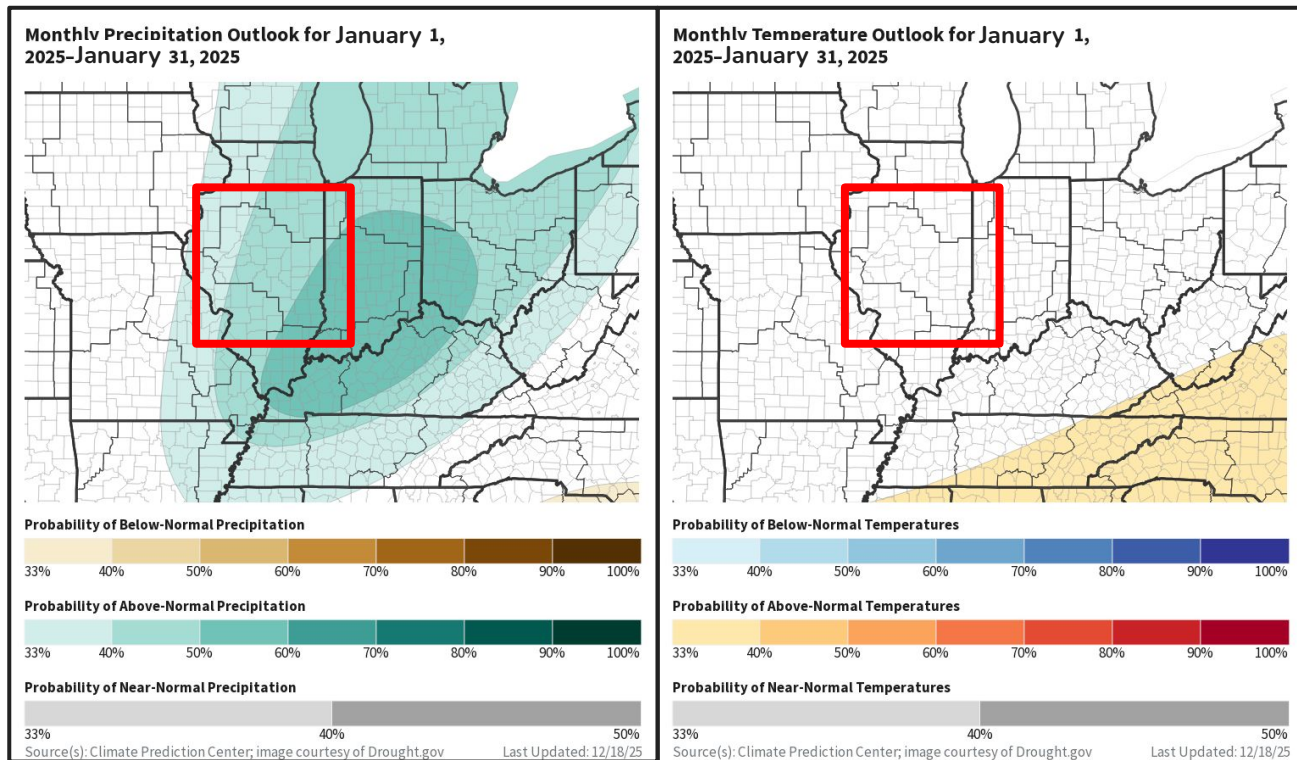 Monthly Precipitation Outlook for January 1,
2025–January 31, 2025
Probability of Below-Normal Precipitation
33% 40% 50% 60% 70% 80% 90% 100%
Probability of Above-Normal Precipitation
33% 40% 50% 60% 70% 80% 90% 100%
Probability of Near-Normal Precipitation
33% 40% 50%
Source(s): Climate Prediction Center; image courtesy of Drought.gov Last Updated: 12/18/25
Monthly Temperature Outlook for January 1,
2025–January 31, 2025
Probability of Below-Normal Temperatures
33% 40% 50% 60% 70% 80% 90% 100%
Probability of Above-Normal Temperatures
33% 40% 50% 60% 70% 80% 90% 100%
Probability of Near-Normal Temperatures
33% 40% 50%
Source(s): Climate Prediction Center; image courtesy of Drought.gov Last Updated: 12/18/25